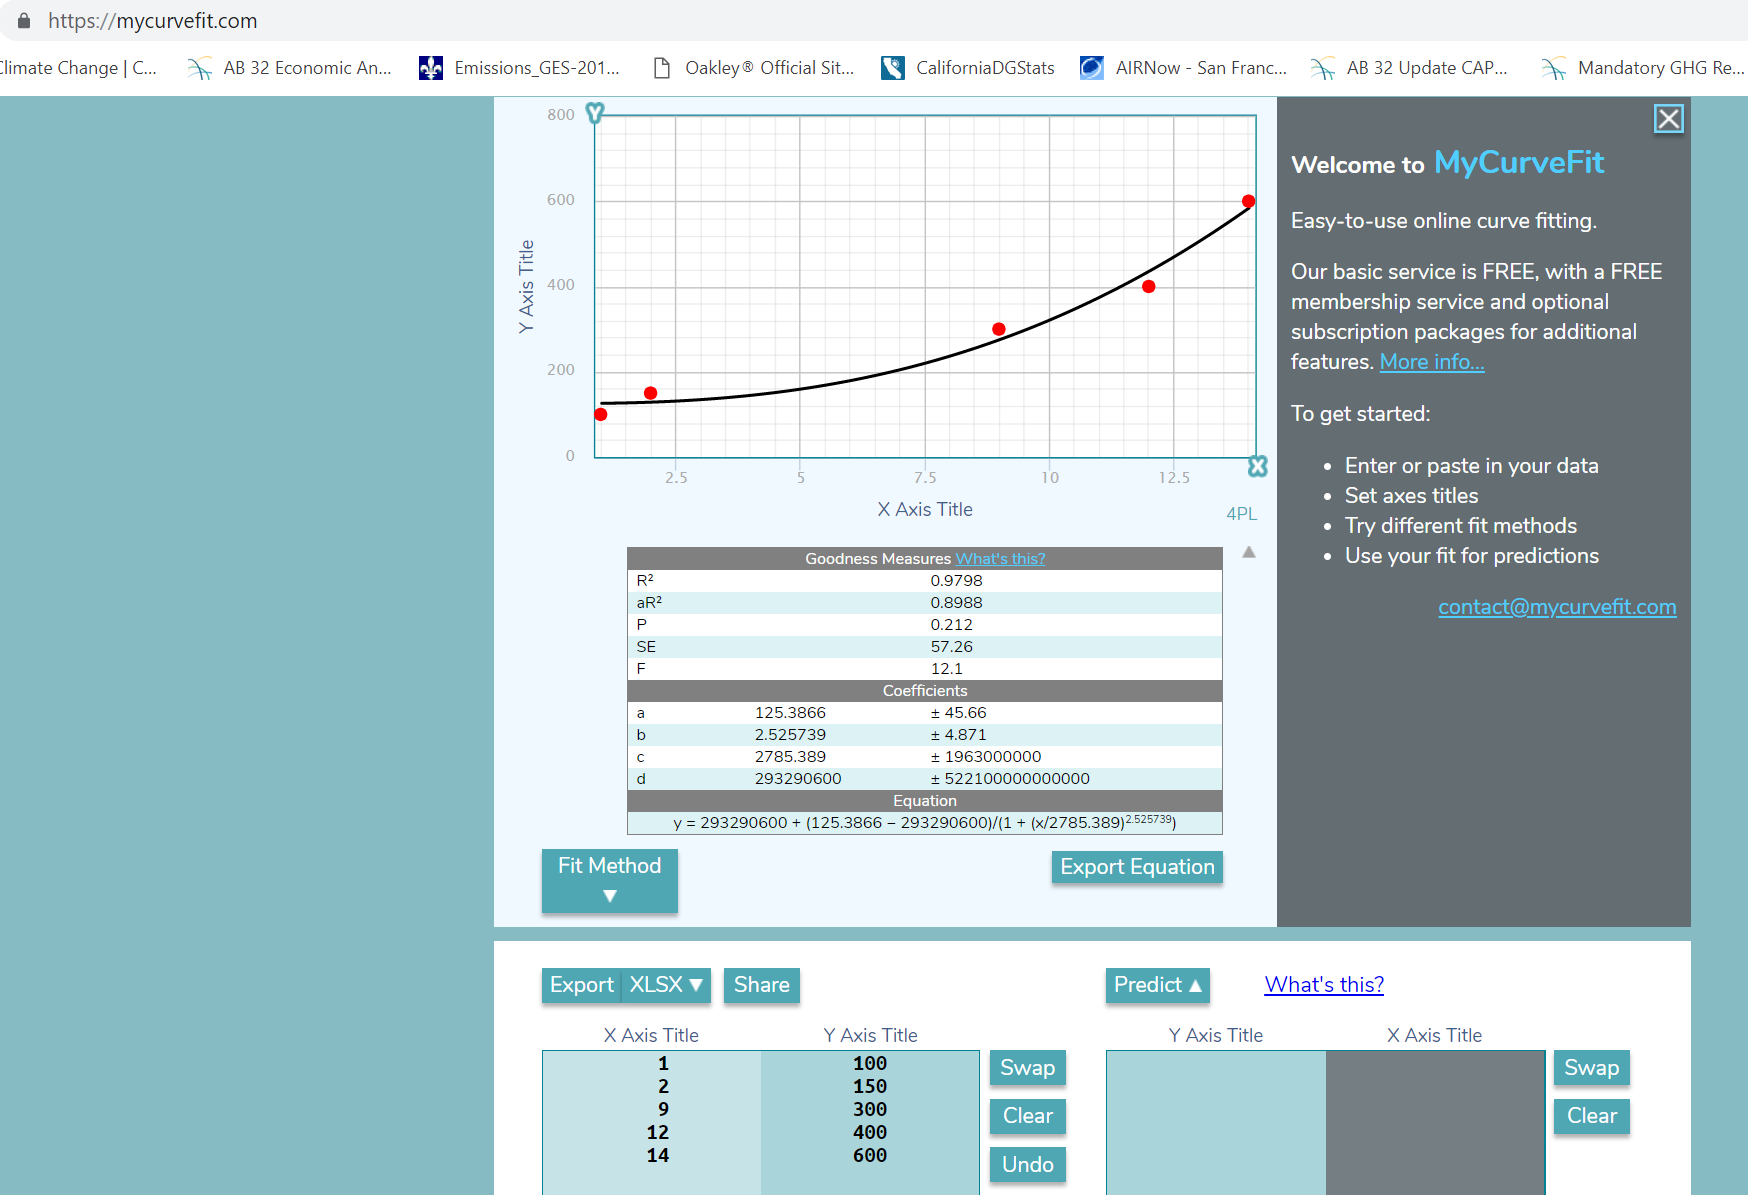 https://mycurvefit.com
Climate Change | C...
AB 32 Economic An...
Emissions_GES-201...
Oakley® Official Sit...
CaliforniaDGStats
AIRNow - San Franc...
AB 32 Update CAP...
Mandatory GHG Re...
800
600
400
200
0
Y Axis Title
Y
X
2.5 5 7.5 10 12.5
X Axis Title
4PL
Goodness Measures What's this?
R² 0.9798
aR² 0.8988
P 0.212
SE 57.26
F 12.1
Coefficients
a 125.3866 ± 45.66
b 2.525739 ± 4.871
c 2785.389 ± 1963000000
d 293290600 ± 522100000000000
Equation
y = 293290600 + (125.3866 − 293290600)/(1 + (x/2785.389)^2.525739)
Fit Method ▼
Export Equation
Welcome to MyCurveFit
Easy-to-use online curve fitting.
Our basic service is FREE, with a FREE
membership service and optional
subscription packages for additional
features. More info...
To get started:
• Enter or paste in your data
• Set axes titles
• Try different fit methods
• Use your fit for predictions
contact@mycurvefit.com
Export XLSX ▼ Share
X Axis Title Y Axis Title
1 100
2 150
9 300
12 400
14 600
Swap
Clear
Undo
Predict ▲ What's this?
Y Axis Title X Axis Title
Swap
Clear